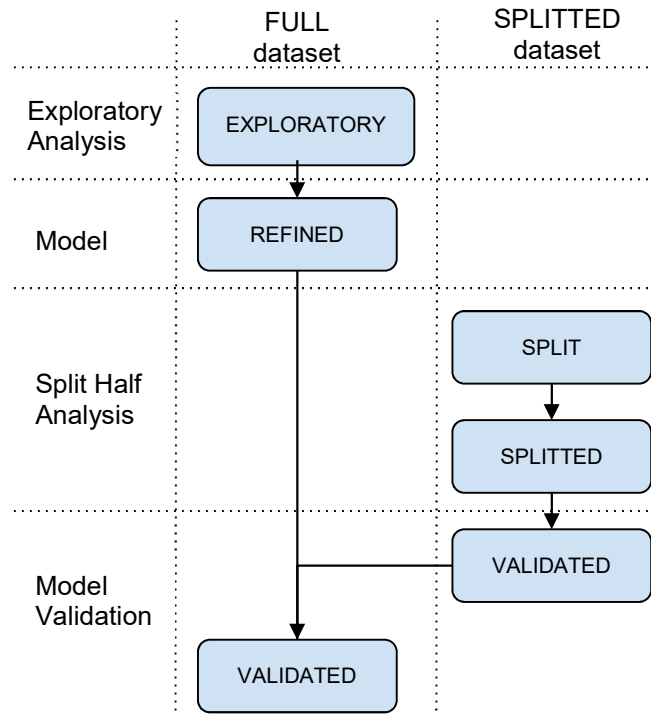 FULL
dataset
SPLITTED
dataset
Exploratory
Analysis
EXPLORATORY
Model
REFINED
Split Half
Analysis
SPLIT
SPLITTED
Model
Validation
VALIDATED
VALIDATED